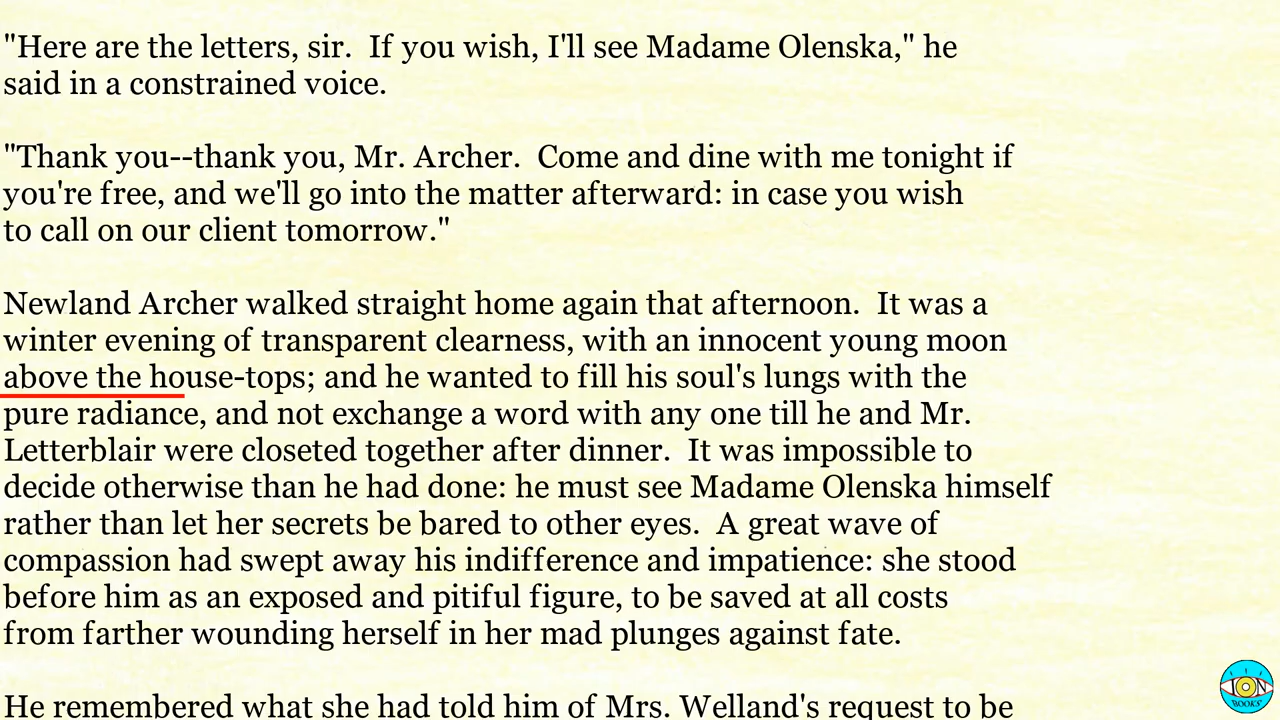 "Here are the letters, sir.  If you wish, I'll see Madame Olenska," he
said in a constrained voice.
"Thank you--thank you, Mr. Archer.  Come and dine with me tonight if
you're free, and we'll go into the matter afterward: in case you wish
to call on our client tomorrow."
Newland Archer walked straight home again that afternoon.  It was a
winter evening of transparent clearness, with an innocent young moon
above the house-tops; and he wanted to fill his soul's lungs with the
pure radiance, and not exchange a word with any one till he and Mr.
Letterblair were closeted together after dinner.  It was impossible to
decide otherwise than he had done: he must see Madame Olenska himself
rather than let her secrets be bared to other eyes.  A great wave of
compassion had swept away his indifference and impatience: she stood
before him as an exposed and pitiful figure, to be saved at all costs
from farther wounding herself in her mad plunges against fate.
He remembered what she had told him of Mrs. Welland's request to be
ION
BOOKS